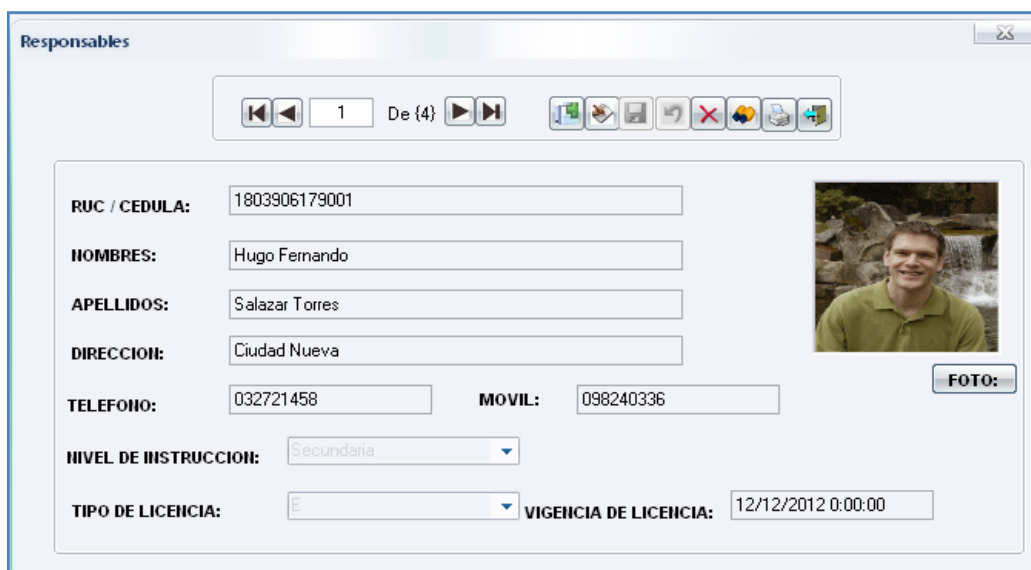 Responsables
1 De {4}
RUC / CEDULA: 1803906179001
NOMBRES: Hugo Fernando
APELLIDOS: Salazar Torres
DIRECCION: Ciudad Nueva
FOTO:
TELEFONO: 032721458 MOVIL: 098240336
NIVEL DE INSTRUCCION: Secundaria
TIPO DE LICENCIA: E VIGENCIA DE LICENCIA: 12/12/2012 0:00:00